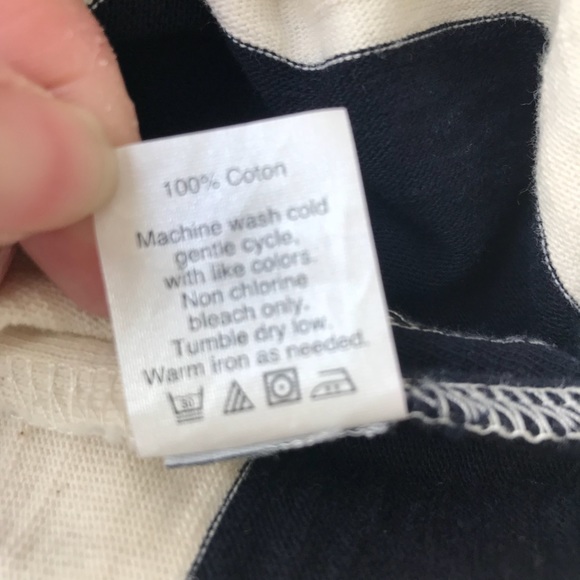 100% Coton
Machine wash cold
gentle cycle,
with like colors.
Non chlorine
bleach only.
Tumble dry low.
Warm iron as needed.
30